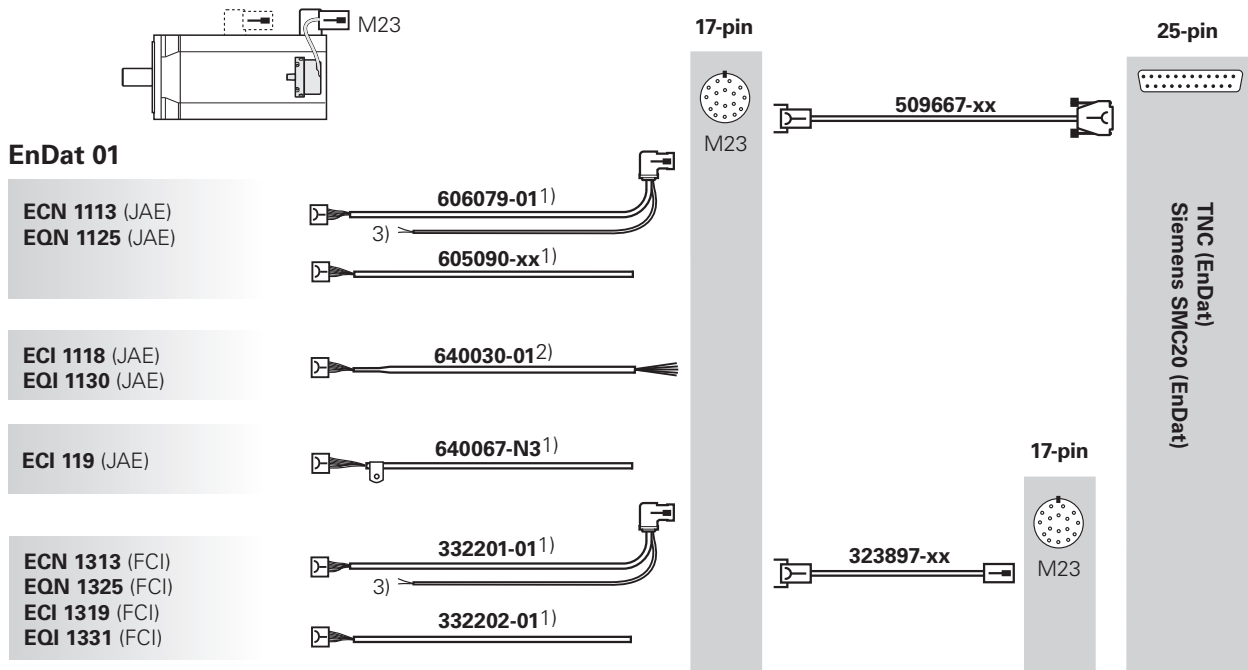 M23
17-pin
25-pin
509667-xx
M23
EnDat 01
ECN 1113 (JAE)
EQN 1125 (JAE)
606079-01 1)
3)
605090-xx 1)
TNC (EnDat)
Siemens SMC20 (EnDat)
ECI 1118 (JAE)
EQI 1130 (JAE)
640030-01 2)
ECI 119 (JAE)
640067-N3 1)
17-pin
ECN 1313 (FCI)
EQN 1325 (FCI)
ECI 1319 (FCI)
EQI 1331 (FCI)
332201-01 1)
3)
332202-01 1)
323897-xx
M23